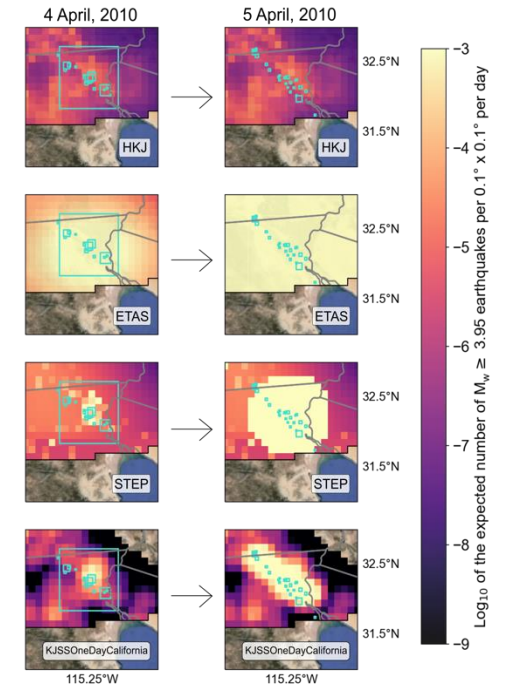 4 April, 2010
5 April, 2010
32.5°N
31.5°N
HKJ
HKJ
32.5°N
31.5°N
ETAS
ETAS
32.5°N
31.5°N
STEP
STEP
32.5°N
31.5°N
KJSSOneDayCalifornia
KJSSOneDayCalifornia
115.25°W
115.25°W
−3
−4
−5
−6
−7
−8
−9
Log10 of the expected number of Mw ≥ 3.95 earthquakes per 0.1° x 0.1° per day